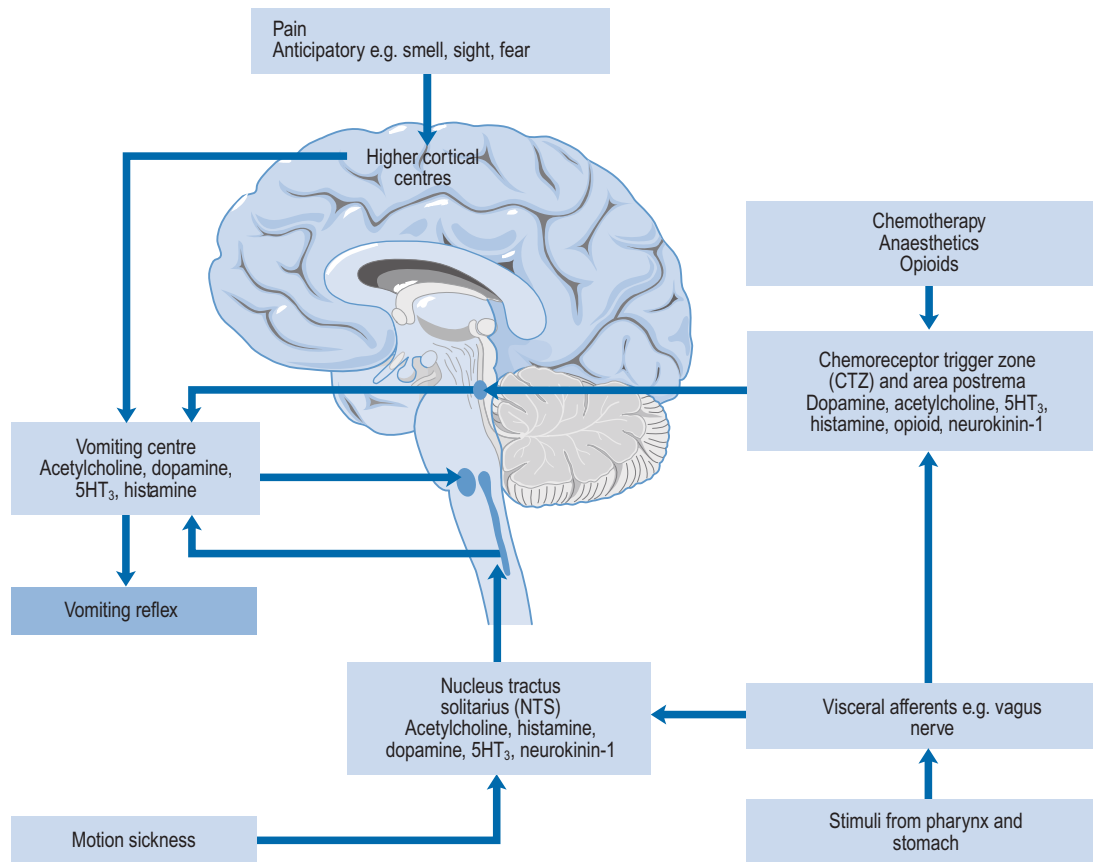 Pain
Anticipatory e.g. smell, sight, fear
Higher cortical
centres
Chemotherapy
Anaesthetics
Opioids
Chemoreceptor trigger zone
(CTZ) and area postrema
Dopamine, acetylcholine, 5HT₃,
histamine, opioid, neurokinin-1
Vomiting centre
Acetylcholine, dopamine,
5HT₃, histamine
Vomiting reflex
Nucleus tractus
solitarius (NTS)
Acetylcholine, histamine,
dopamine, 5HT₃, neurokinin-1
Visceral afferents e.g. vagus
nerve
Motion sickness
Stimuli from pharynx and
stomach